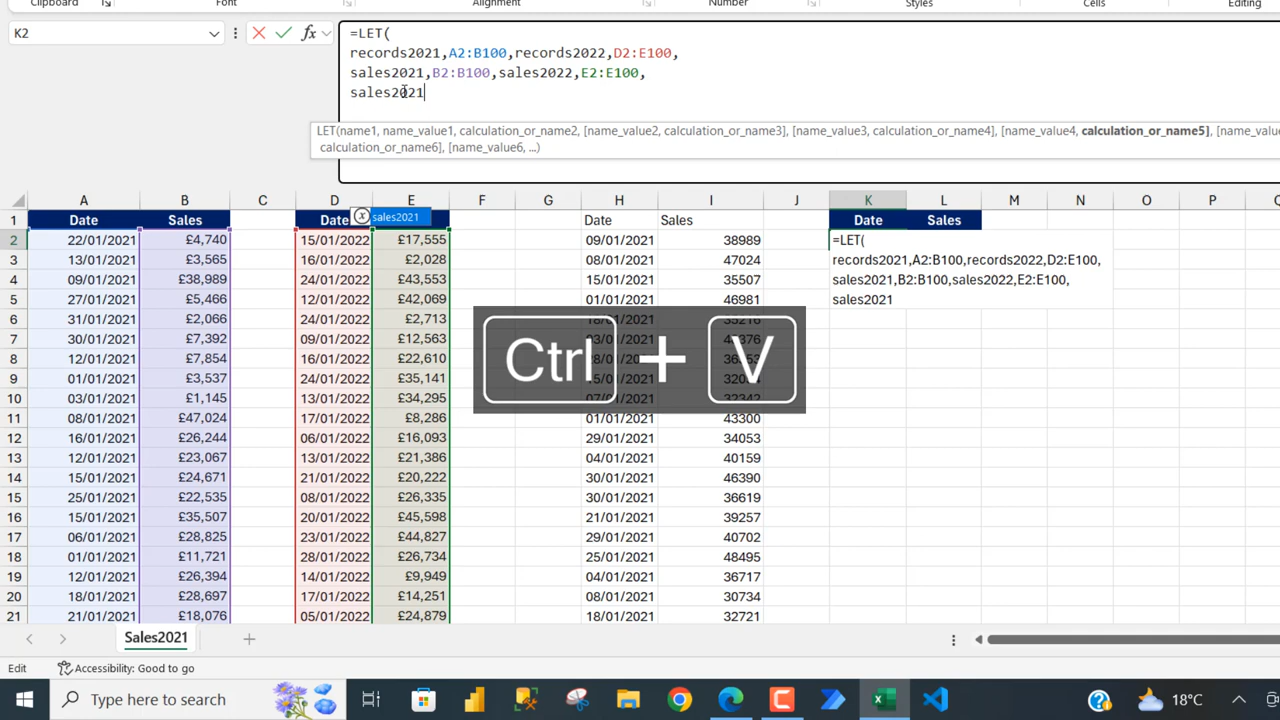 Clipboard Font Alignment Number Styles Cells Editing
K2 fx =LET(
records2021,A2:B100,records2022,D2:E100,
sales2021,B2:B100,sales2022,E2:E100,
sales2021
LET(name1, name_value1, calculation_or_name2, [name_value2, calculation_or_name3], [name_value3, calculation_or_name4], [name_value4, calculation_or_name5], [name_value5,
calculation_or_name6], [name_value6, ...)
A B C D E F G H I J K L M N O P
1 Date Sales Date sales2021 Date Sales Date Sales
2 22/01/2021 £4,740 15/01/2022 £17,555 09/01/2021 38989 =LET(
3 13/01/2021 £3,565 16/01/2022 £2,028 08/01/2021 47024 records2021,A2:B100,records2022,D2:E100,
4 09/01/2021 £38,989 24/01/2022 £43,553 15/01/2021 35507 sales2021,B2:B100,sales2022,E2:E100,
5 27/01/2021 £5,466 12/01/2022 £42,069 01/01/2021 46981 sales2021
6 31/01/2021 £2,066 24/01/2022 £2,713
7 30/01/2021 £7,392 09/01/2022 £12,563
8 12/01/2021 £7,854 16/01/2022 £22,610
9 01/01/2021 £3,537 24/01/2022 £35,141
10 03/01/2021 £1,145 13/01/2022 £34,295 32342
Ctrl + V
11 08/01/2021 £47,024 17/01/2022 £8,286 01/01/2021 43300
12 16/01/2021 £26,244 06/01/2022 £16,093 29/01/2021 34053
13 12/01/2021 £23,067 13/01/2022 £21,386 04/01/2021 40159
14 15/01/2021 £24,671 21/01/2022 £20,222 30/01/2021 46390
15 25/01/2021 £22,535 08/01/2022 £26,335 30/01/2021 36619
16 15/01/2021 £35,507 20/01/2022 £45,598 21/01/2021 39257
17 06/01/2021 £28,825 23/01/2022 £44,827 29/01/2021 40702
18 01/01/2021 £11,721 28/01/2022 £26,734 25/01/2021 48495
19 12/01/2021 £26,394 14/01/2022 £9,949 04/01/2021 36717
20 18/01/2021 £28,697 17/01/2022 £14,251 08/01/2021 30734
21 21/01/2021 £18,076 05/01/2022 £24,879 18/01/2021 32721
Sales2021
Edit Accessibility: Good to go
Type here to search 18°C